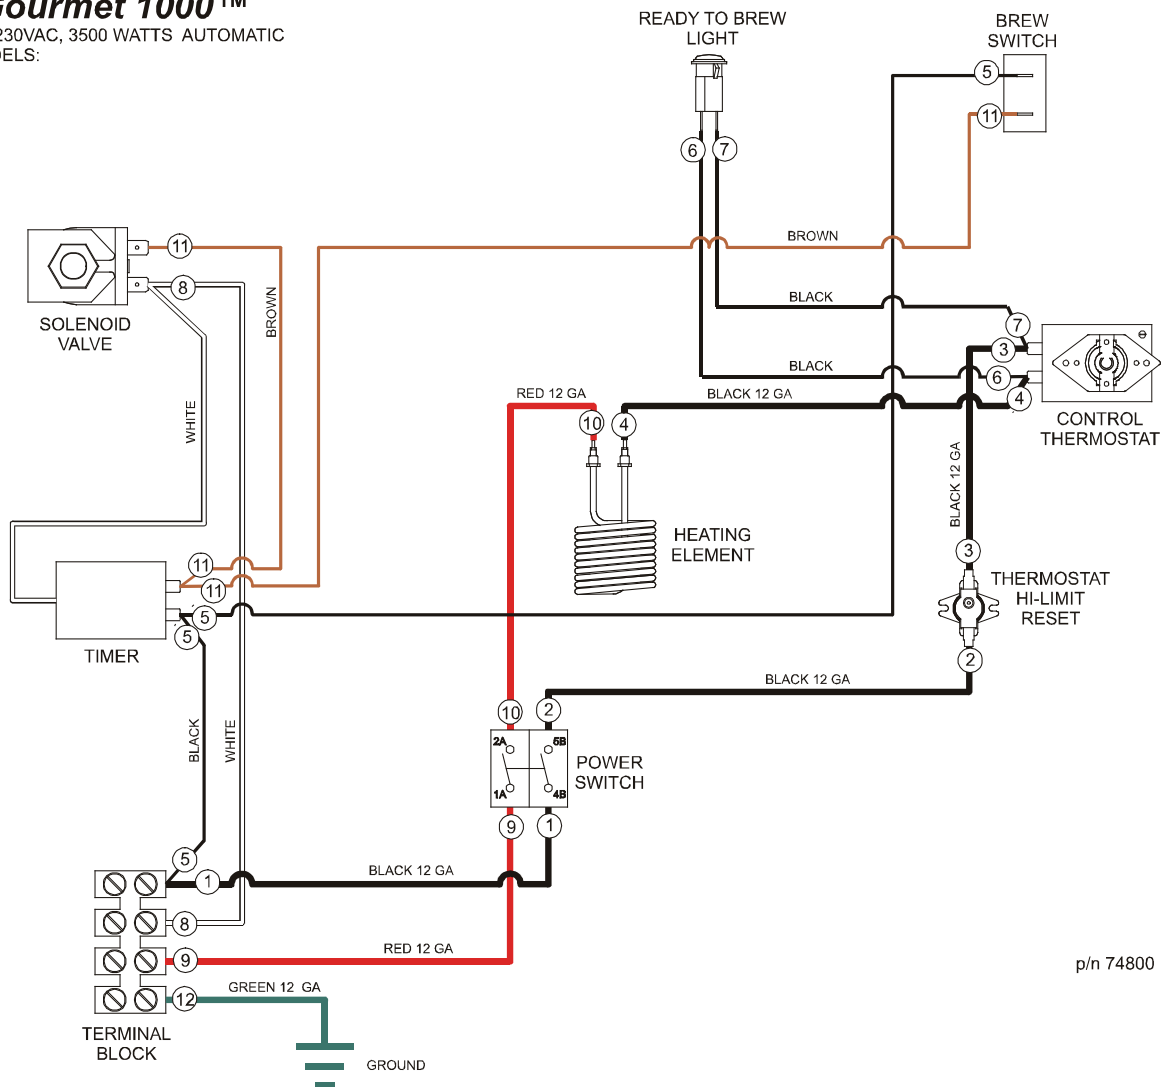 Gourmet 1000™
230VAC, 3500 WATTS AUTOMATIC
READY TO BREW
LIGHT
BREW
SWITCH
5
11
6
7
11
8
SOLENOID
VALVE
BROWN
BROWN
BLACK
7
3
BLACK
6
4
CONTROL
THERMOSTAT
RED 12 GA
BLACK 12 GA
10
4
WHITE
BLACK 12 GA
HEATING
ELEMENT
3
THERMOSTAT
HI-LIMIT
RESET
2
11
11
5
5
TIMER
BLACK 12 GA
10
2
2A
5B
1A
4B
POWER
SWITCH
9
1
BLACK
WHITE
5
1
BLACK 12 GA
8
9
RED 12 GA
12
GREEN 12 GA
TERMINAL
BLOCK
GROUND
p/n 74800